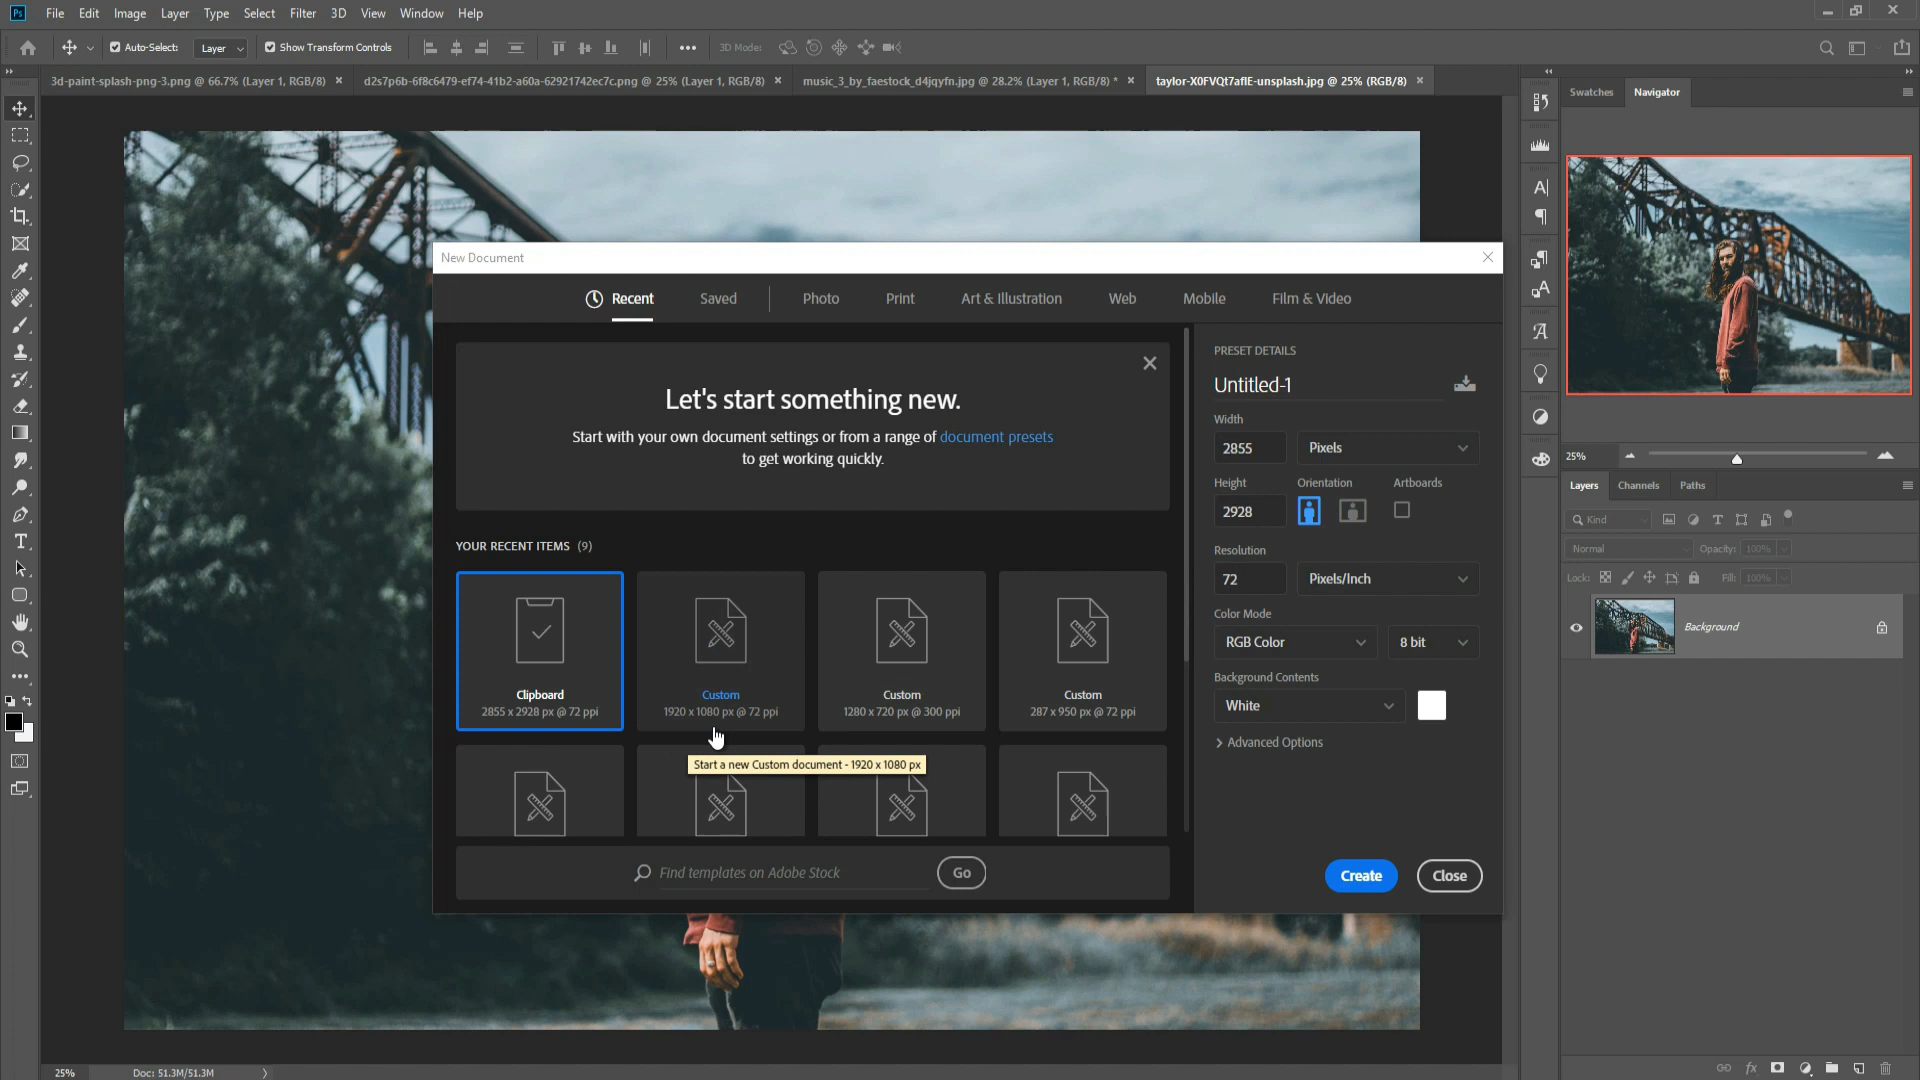 Ps File Edit Image Layer Type Select Filter 3D View Window Help
Auto-Select: Layer Show Transform Controls 3D Mode:
3d-paint-splash-png-3.png @ 66.7% (Layer 1, RGB/8) × d2s7p6b-6f8c6479-ef74-41b2-a60a-62921742ec7c.png @ 25% (Layer 1, RGB/8) × music_3_by_faestock_d4jqyfn.jpg @ 28.2% (Layer 1, RGB/8) * × taylor-X0FVQt7aflE-unsplash.jpg @ 25% (RGB/8) ×
Swatches Navigator
New Document
Recent Saved Photo Print Art & Illustration Web Mobile Film & Video
Let's start something new.
Start with your own document settings or from a range of document presets
to get working quickly.
YOUR RECENT ITEMS (9)
Clipboard
2855 x 2928 px @ 72 ppi
Custom
1920 x 1080 px @ 72 ppi
Custom
1280 x 720 px @ 300 ppi
Custom
287 x 950 px @ 72 ppi
Start a new Custom document - 1920 x 1080 px
Find templates on Adobe Stock Go
PRESET DETAILS
Untitled-1
Width
2855 Pixels
Height Orientation Artboards
2928
Resolution
72 Pixels/Inch
Color Mode
RGB Color 8 bit
Background Contents
White
Advanced Options
Create Close
25%
Layers Channels Paths
Kind
Normal Opacity: 100%
Lock: Fill: 100%
Background
fx
25% Doc: 51.3M/51.3M